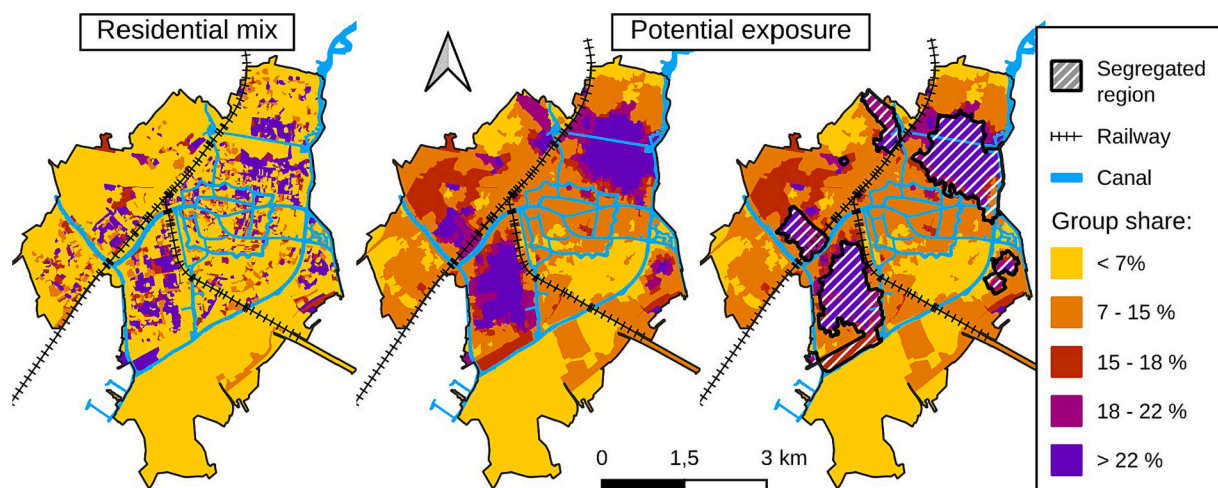 Residential mix
Potential exposure
Segregated
region
Railway
Canal
Group share:
< 7%
7 - 15 %
15 - 18 %
18 - 22 %
> 22 %
0 1,5 3 km